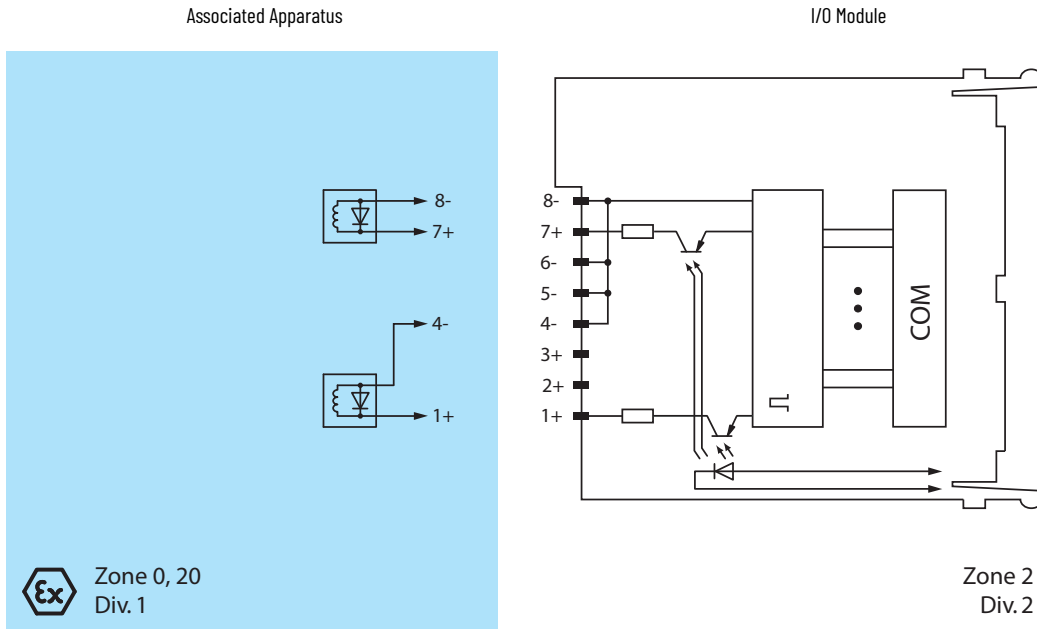 Associated Apparatus
I/O Module
8-
7+
4-
1+
8-
7+
6-
5-
4-
3+
2+
1+
COM
Ex
Zone 0, 20
Div. 1
Zone 2
Div. 2